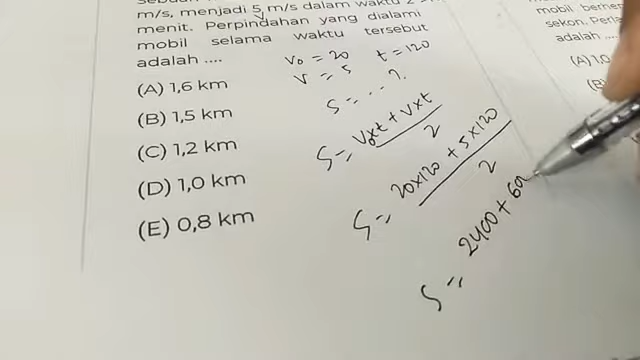 m/s, menjadi 5 m/s dalam waktu 2
menit. Perpindahan yang dialami
mobil selama waktu tersebut
adalah ....
(A) 1,6 km
(B) 1,5 km
(C) 1,2 km
(D) 1,0 km
(E) 0,8 km
V₀ = 20 t = 120
V = 5
S = ... ?
S = V₀xt + Vxt
2
S = 20x120 + 5x120
2
S = 2400 + 60
mobil
sekon.
adalah ....
(A) 1,0
(B)